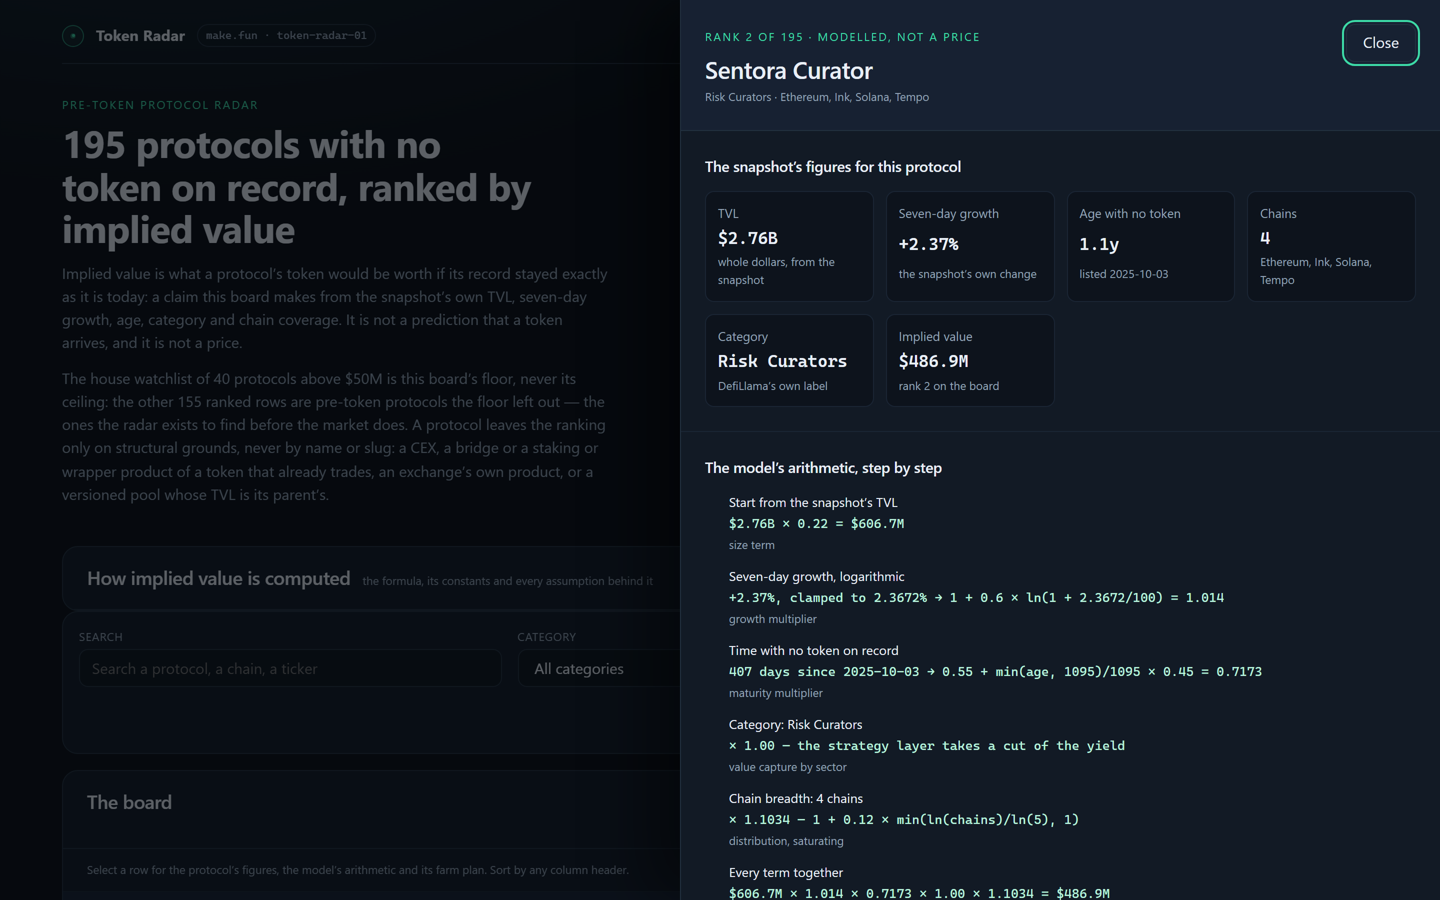 Token Radar
make.fun · token-radar-01
PRE-TOKEN PROTOCOL RADAR
195 protocols with no
token on record, ranked by
implied value
Implied value is what a protocol's token would be worth if its record stayed exactly
as it is today: a claim this board makes from the snapshot's own TVL, seven-day
growth, age, category and chain coverage. It is not a prediction that a token
arrives, and it is not a price.
The house watchlist of 40 protocols above $50M is this board's floor, never its
ceiling: the other 155 ranked rows are pre-token protocols the floor left out — the
ones the radar exists to find before the market does. A protocol leaves the ranking
only on structural grounds, never by name or slug: a CEX, a bridge or a staking or
wrapper product of a token that already trades, an exchange's own product, or a
versioned pool whose TVL is its parent's.
How implied value is computed the formula, its constants and every assumption behind it
SEARCH
CATEGORY
Search a protocol, a chain, a ticker
All categories
The board
Select a row for the protocol's figures, the model's arithmetic and its farm plan. Sort by any column header.
RANK 2 OF 195 · MODELLED, NOT A PRICE
Close
Sentora Curator
Risk Curators · Ethereum, Ink, Solana, Tempo
The snapshot's figures for this protocol
TVL
$2.76B
whole dollars, from the
snapshot
Seven-day growth
+2.37%
the snapshot's own change
Age with no token
1.1y
listed 2025-10-03
Chains
4
Ethereum, Ink, Solana,
Tempo
Category
Risk Curators
DefiLlama's own label
Implied value
$486.9M
rank 2 on the board
The model's arithmetic, step by step
Start from the snapshot's TVL
$2.76B × 0.22 = $606.7M
size term
Seven-day growth, logarithmic
+2.37%, clamped to 2.3672% → 1 + 0.6 × ln(1 + 2.3672/100) = 1.014
growth multiplier
Time with no token on record
407 days since 2025-10-03 → 0.55 + min(age, 1095)/1095 × 0.45 = 0.7173
maturity multiplier
Category: Risk Curators
× 1.00 — the strategy layer takes a cut of the yield
value capture by sector
Chain breadth: 4 chains
× 1.1034 — 1 + 0.12 × min(ln(chains)/ln(5), 1)
distribution, saturating
Every term together
$606.7M × 1.014 × 0.7173 × 1.00 × 1.1034 = $486.9M